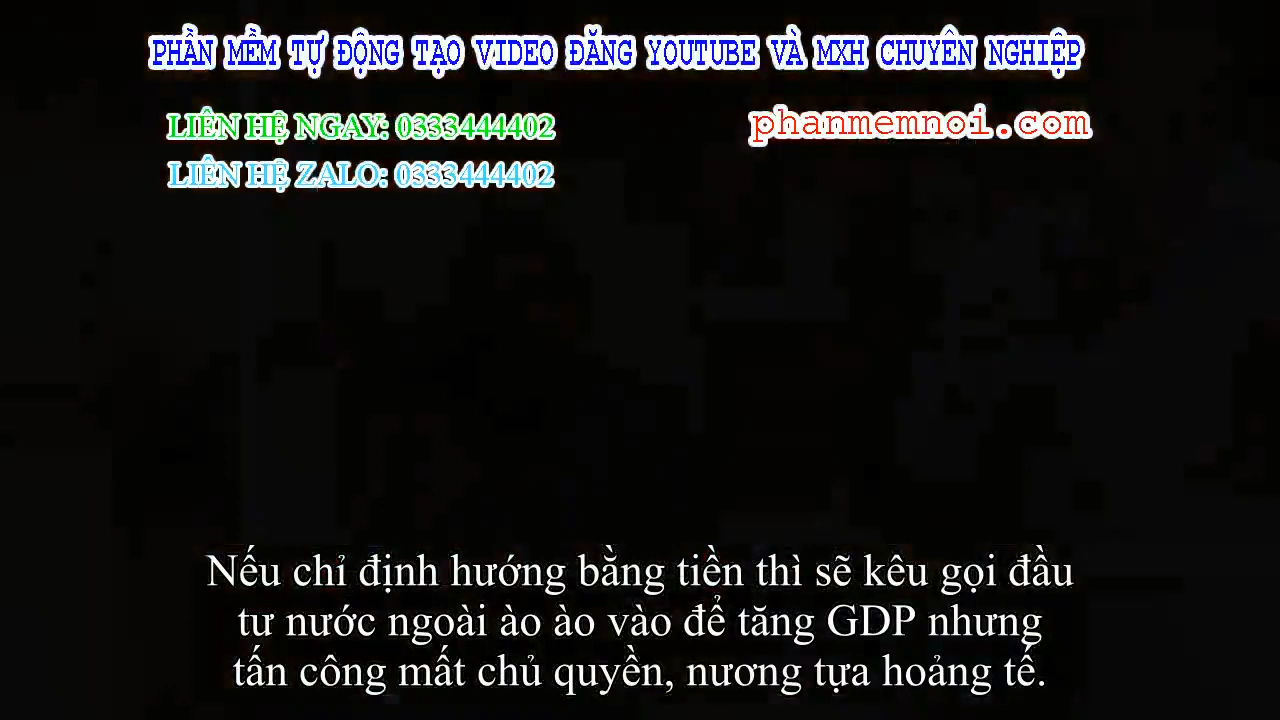 PHẦN MỀM TỰ ĐỘNG TẠO VIDEO ĐĂNG YOUTUBE VÀ MXH CHUYÊN NGHIỆP
LIÊN HỆ NGAY: 0333444402
phanmemnoi.com
LIÊN HỆ ZALO: 0333444402
Nếu chỉ định hướng bằng tiền thì sẽ kêu gọi đầu
tư nước ngoài ào ào vào để tăng GDP nhưng
tấn công mất chủ quyền, nương tựa hoảng tế.